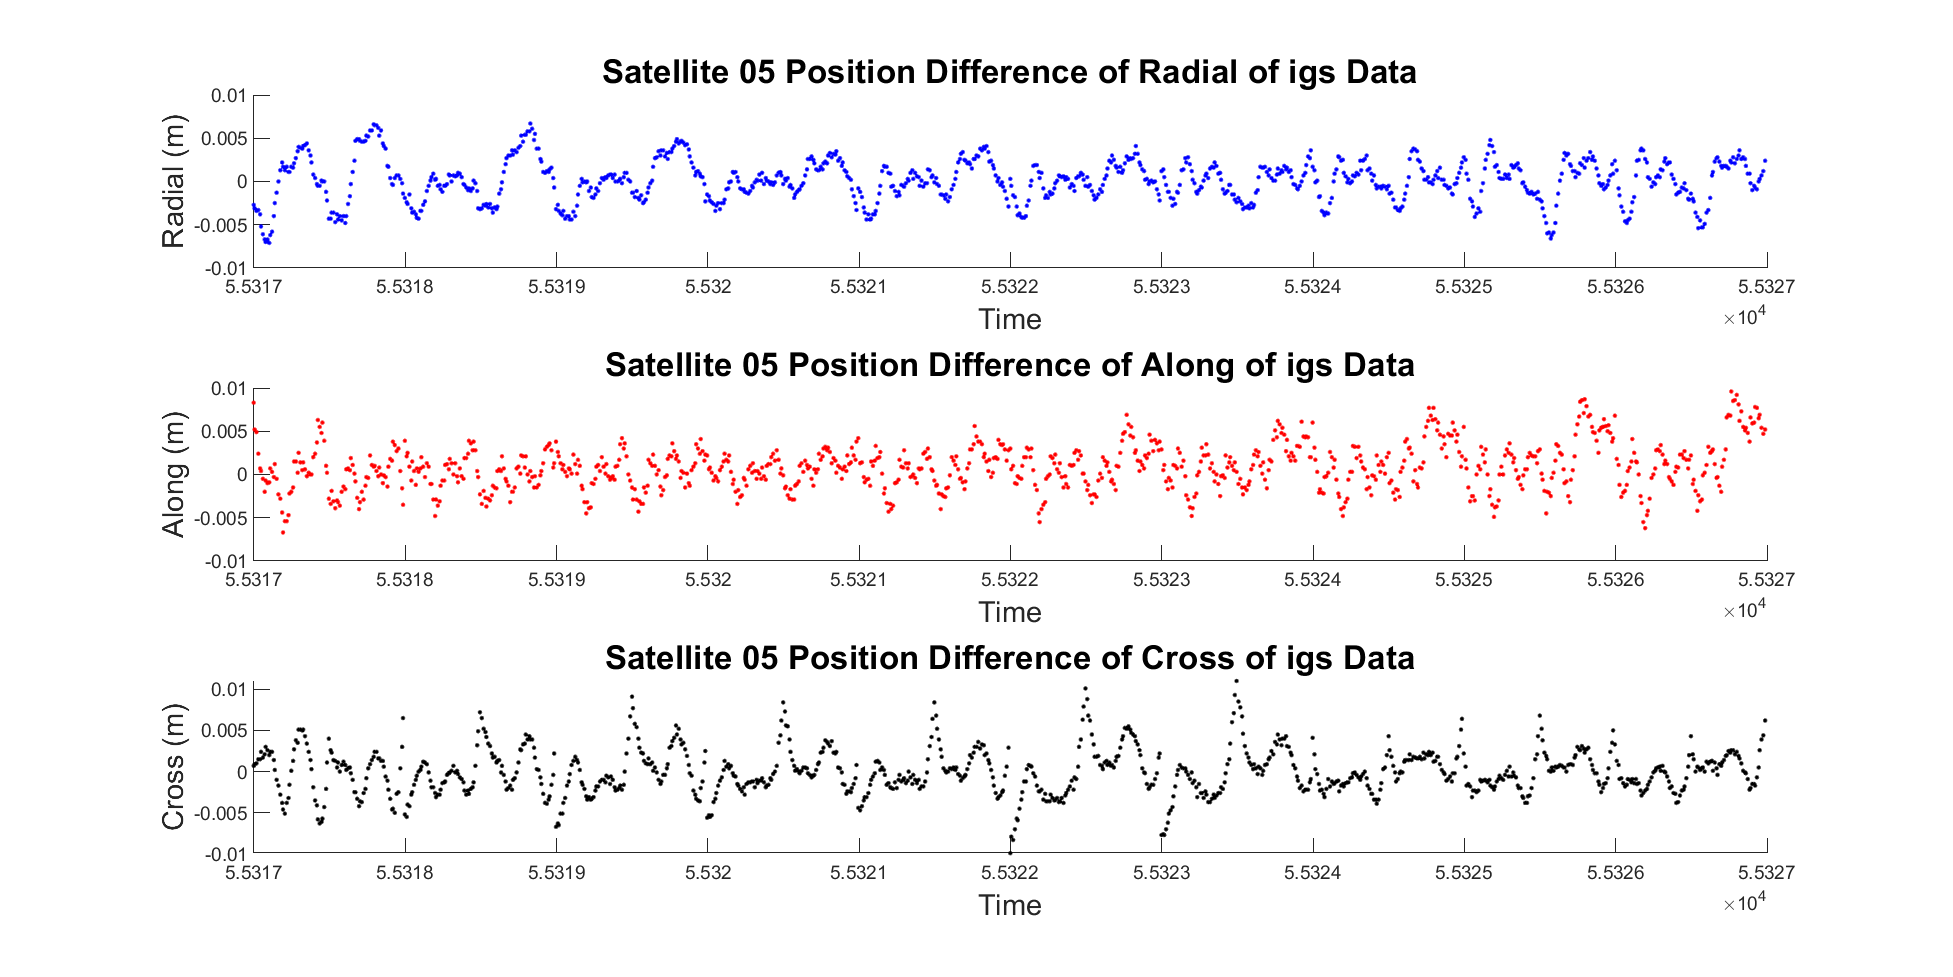 Satellite 05 Position Difference of Radial of igs Data
0.01
0.005
0
-0.005
-0.01
Radial (m)
5.5317 5.5318 5.5319 5.532 5.5321 5.5322 5.5323 5.5324 5.5325 5.5326 5.5327
Time
×10^4
Satellite 05 Position Difference of Along of igs Data
0.01
0.005
0
-0.005
-0.01
Along (m)
5.5317 5.5318 5.5319 5.532 5.5321 5.5322 5.5323 5.5324 5.5325 5.5326 5.5327
Time
×10^4
Satellite 05 Position Difference of Cross of igs Data
0.01
0.005
0
-0.005
-0.01
Cross (m)
5.5317 5.5318 5.5319 5.532 5.5321 5.5322 5.5323 5.5324 5.5325 5.5326 5.5327
Time
×10^4